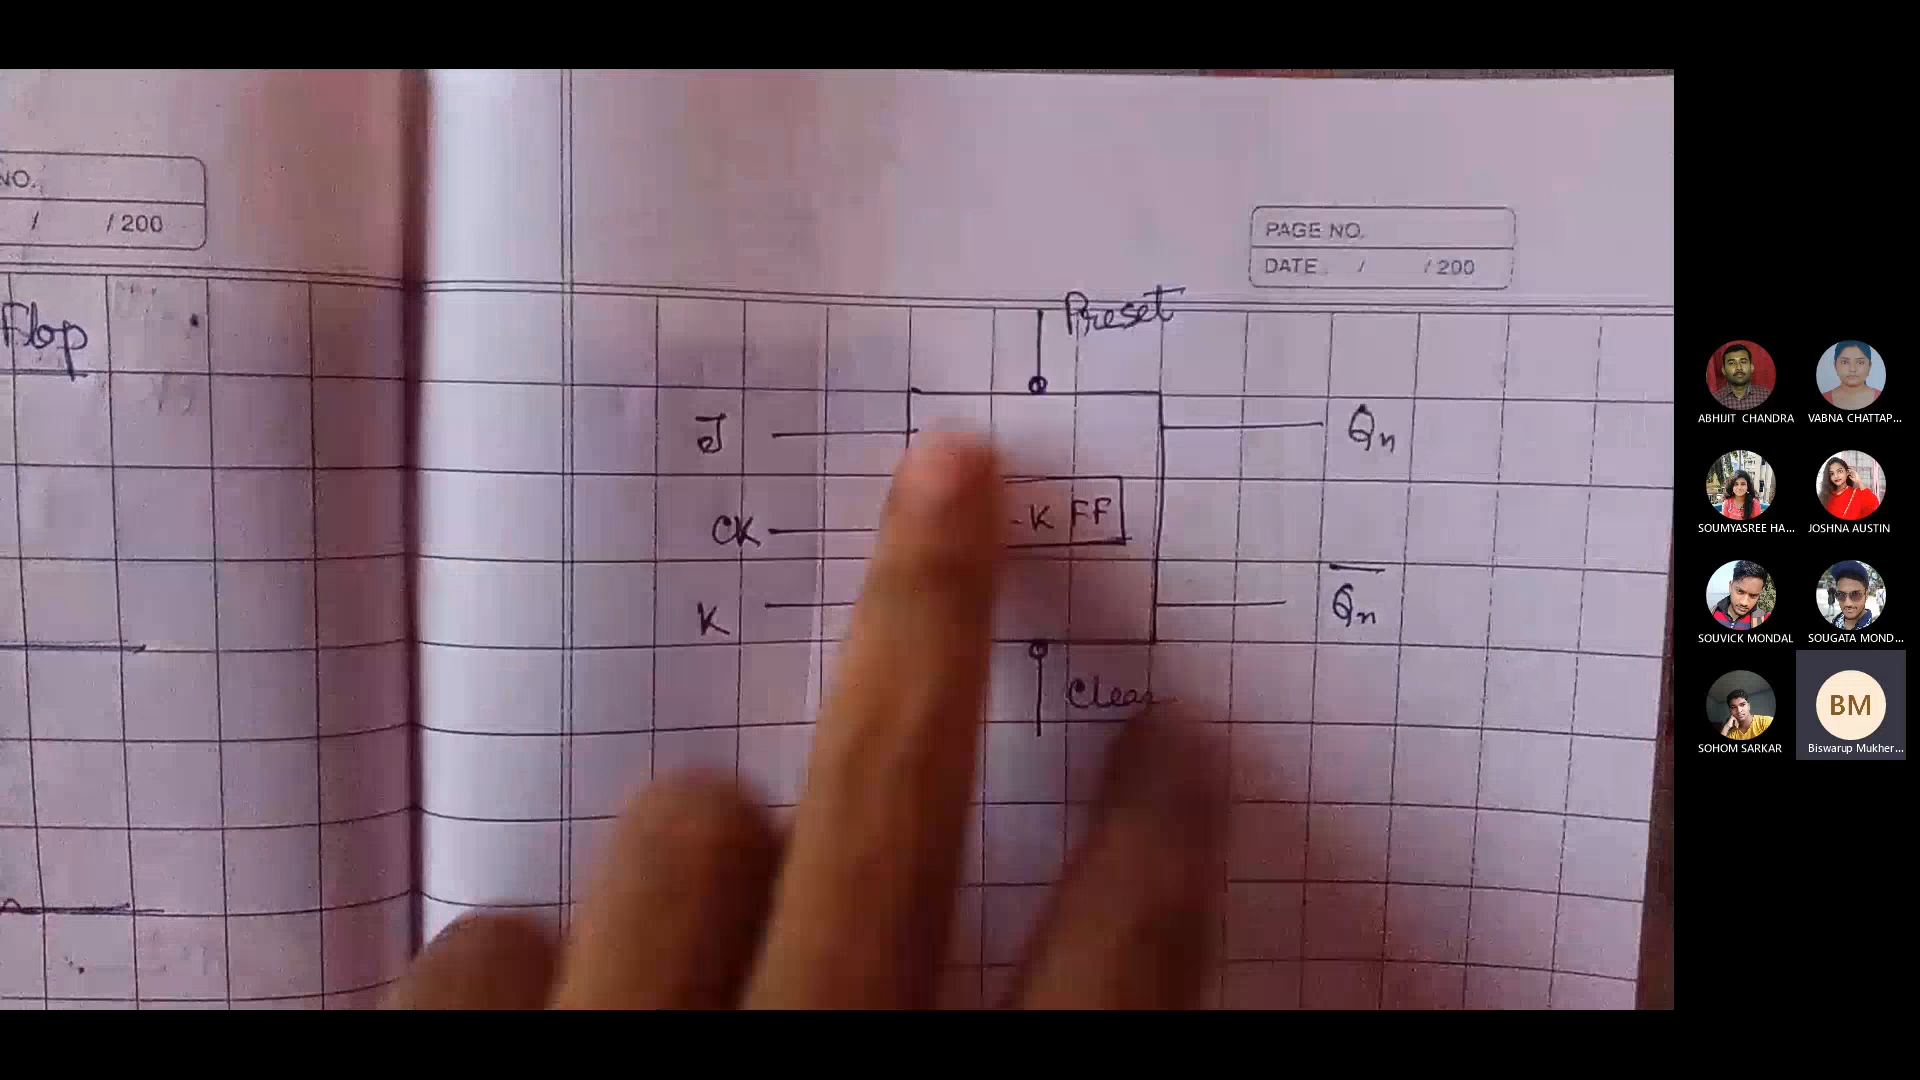 NO.
/ / 200
Flop
PAGE NO.
DATE / / 200
Preset
J
Qn
CK
-K FF
K
Q̅n
Clear
ABHIJIT CHANDRA
VABNA CHATTAP...
SOUMYASREE HA...
JOSHNA AUSTIN
SOUVICK MONDAL
SOUGATA MOND...
SOHOM SARKAR
BM
Biswarup Mukher...